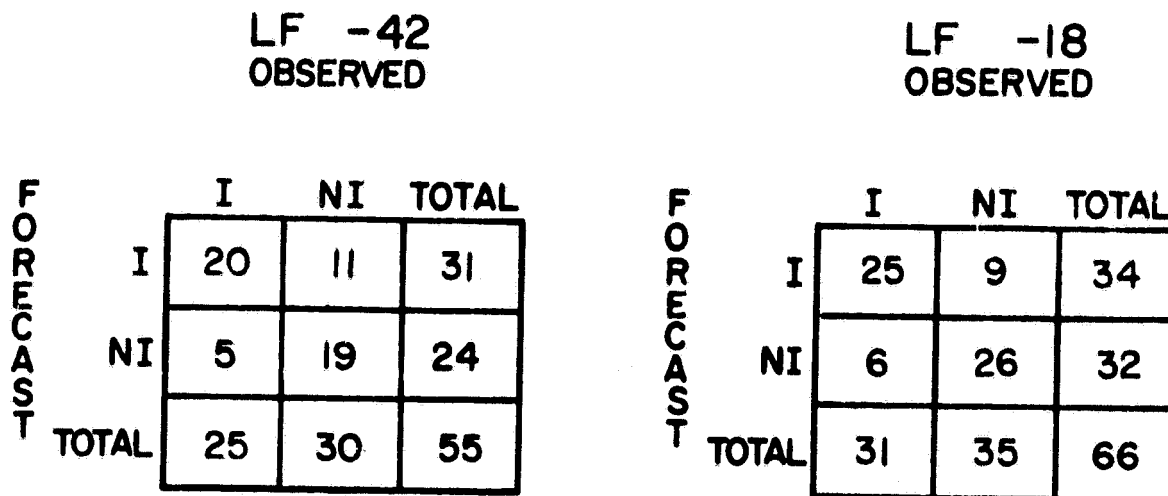 LF -42
OBSERVED
FORECAST
I NI TOTAL
I 20 11 31
NI 5 19 24
TOTAL 25 30 55
LF -18
OBSERVED
FORECAST
I NI TOTAL
I 25 9 34
NI 6 26 32
TOTAL 31 35 66